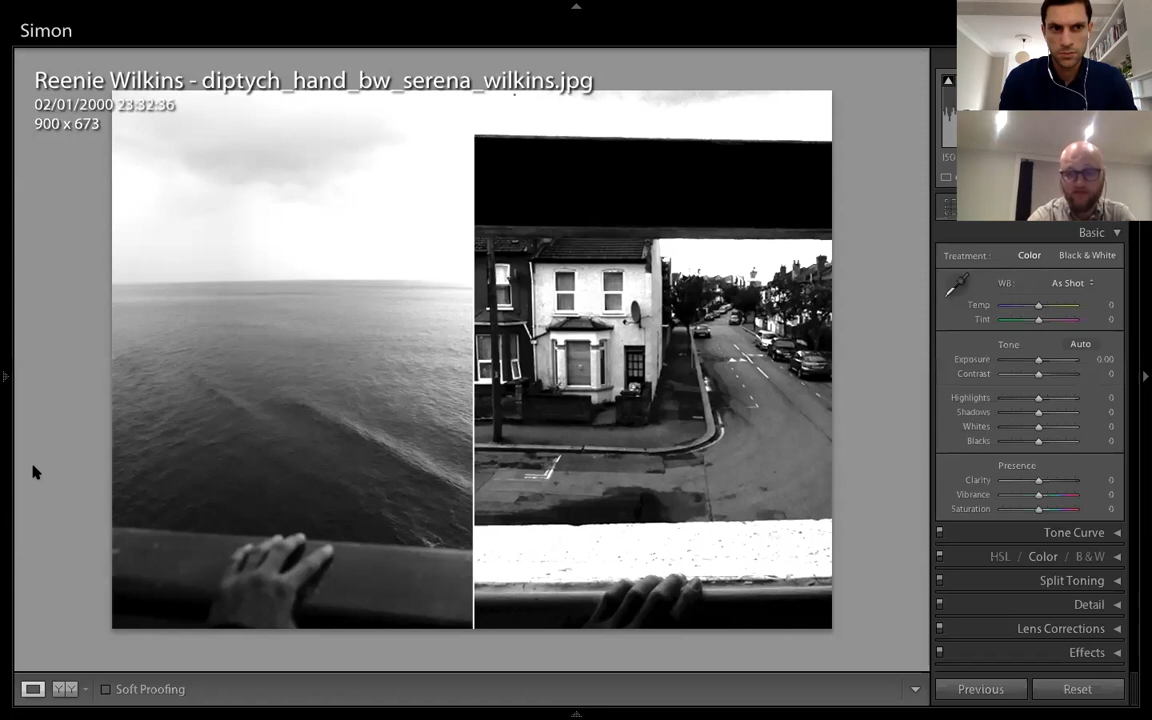 Simon
Reenie Wilkins - diptych_hand_bw_serena_wilkins.jpg
02/01/2000 23:32:36
900 x 673
ISO
Basic
Treatment : Color Black & White
WB: As Shot
Temp 0
Tint 0
Tone Auto
Exposure 0.00
Contrast 0
Highlights 0
Shadows 0
Whites 0
Blacks 0
Presence
Clarity 0
Vibrance 0
Saturation 0
Tone Curve
HSL / Color / B & W
Split Toning
Detail
Lens Corrections
Effects
Soft Proofing
Previous Reset